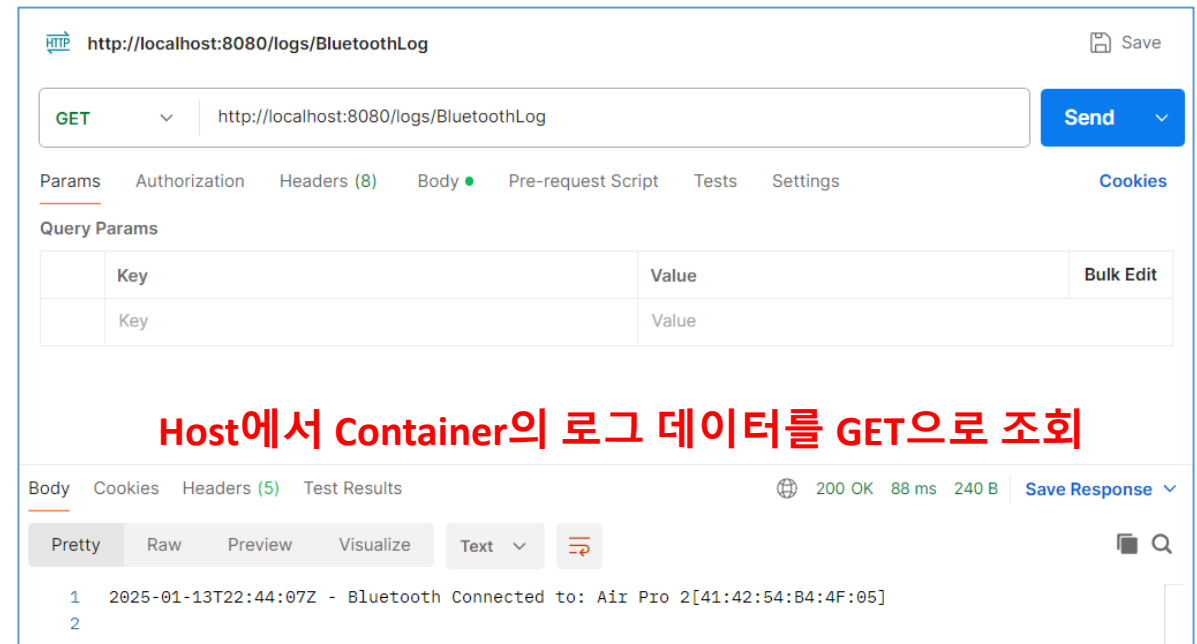 HTTP http://localhost:8080/logs/BluetoothLog Save
GET http://localhost:8080/logs/BluetoothLog Send
Params Authorization Headers (8) Body Pre-request Script Tests Settings Cookies
Query Params
Key Value Bulk Edit
Key Value
Host에서 Container의 로그 데이터를 GET으로 조회
Body Cookies Headers (5) Test Results 200 OK 88 ms 240 B Save Response
Pretty Raw Preview Visualize Text
1 2025-01-13T22:44:07Z - Bluetooth Connected to: Air Pro 2[41:42:54:B4:4F:05]
2